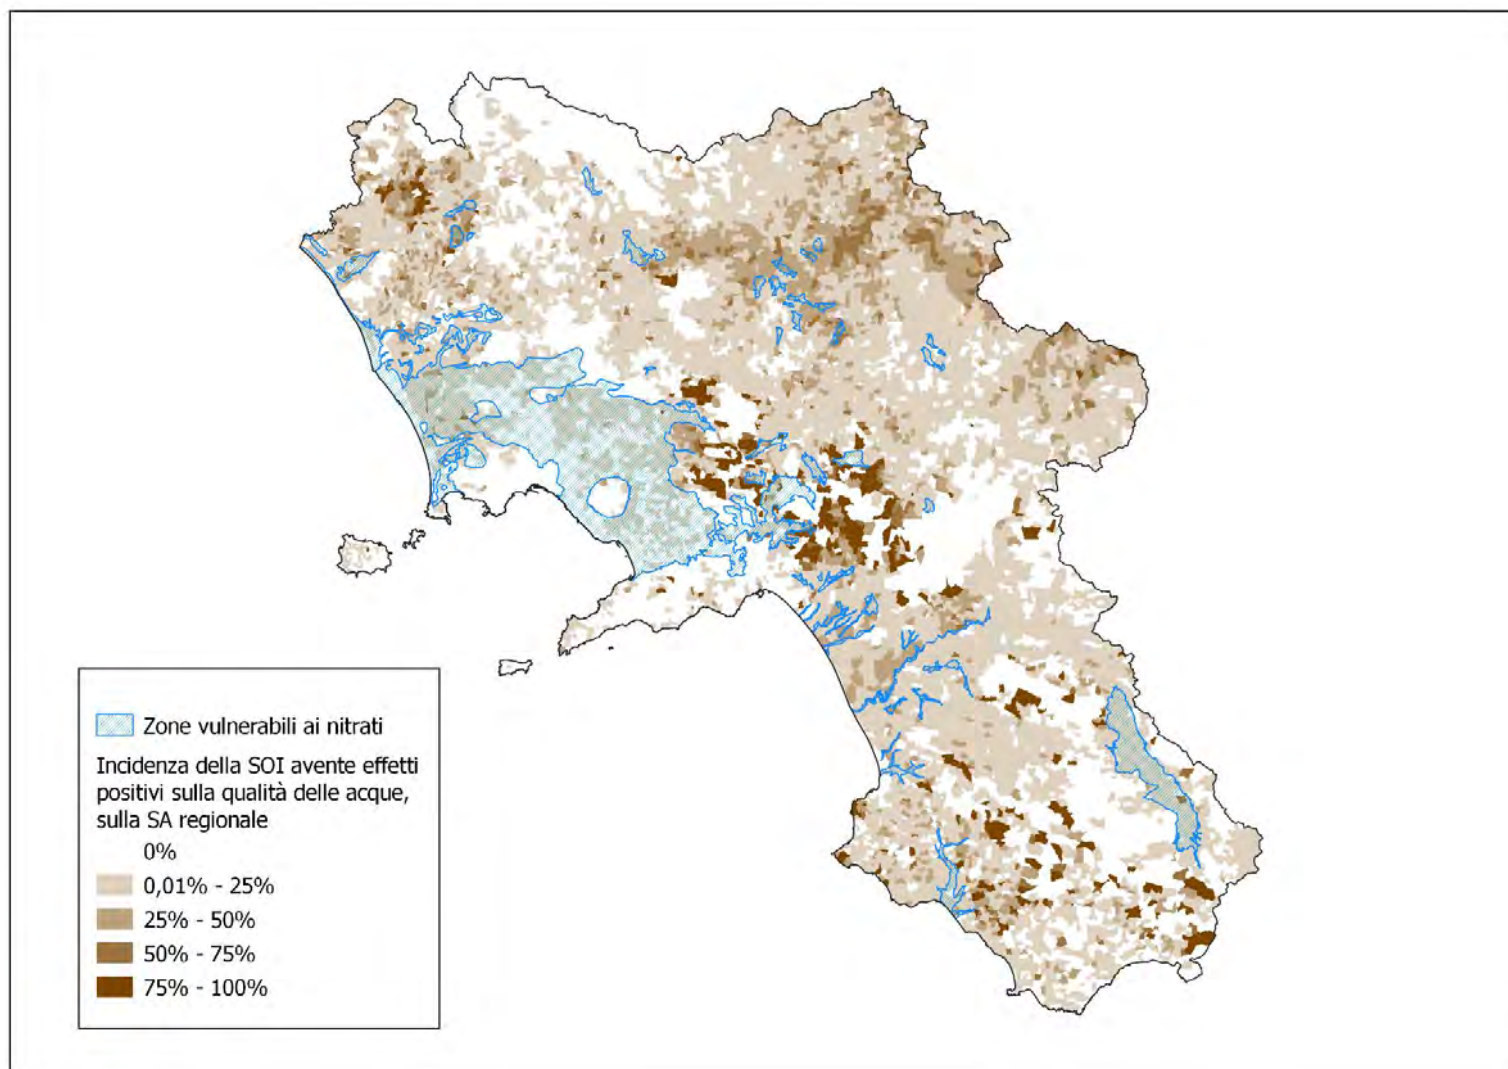 Zone vulnerabili ai nitrati
Incidenza della SOI avente effetti
positivi sulla qualità delle acque,
sulla SA regionale
0%
0,01% - 25%
25% - 50%
50% - 75%
75% - 100%